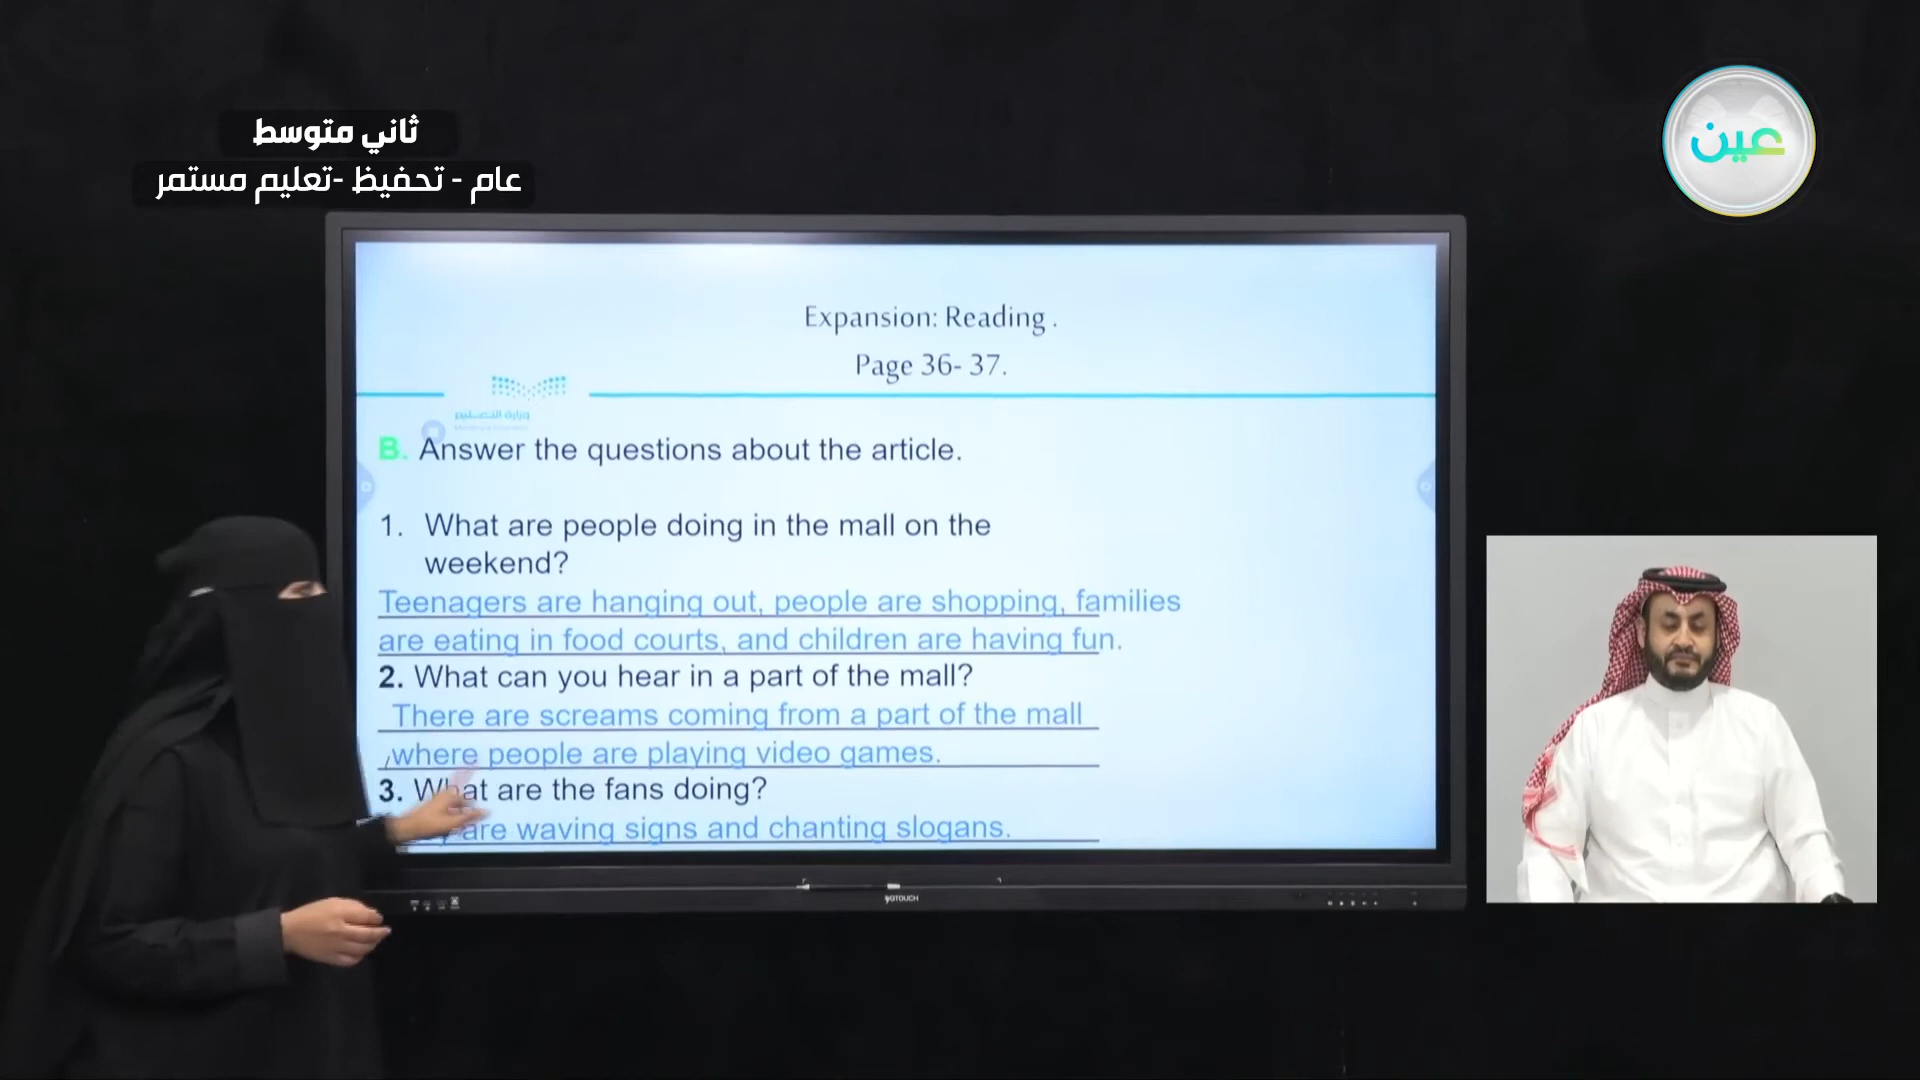 ثاني متوسط
عام - تحفيظ -تعليم مستمر
عين
Expansion: Reading .
Page 36- 37.
وزارة التعليم
B. Answer the questions about the article.
1. What are people doing in the mall on the
weekend?
Teenagers are hanging out, people are shopping, families
are eating in food courts, and children are having fun.
2. What can you hear in a part of the mall?
There are screams coming from a part of the mall
,where people are playing video games.
3. What are the fans doing?
are waving signs and chanting slogans.